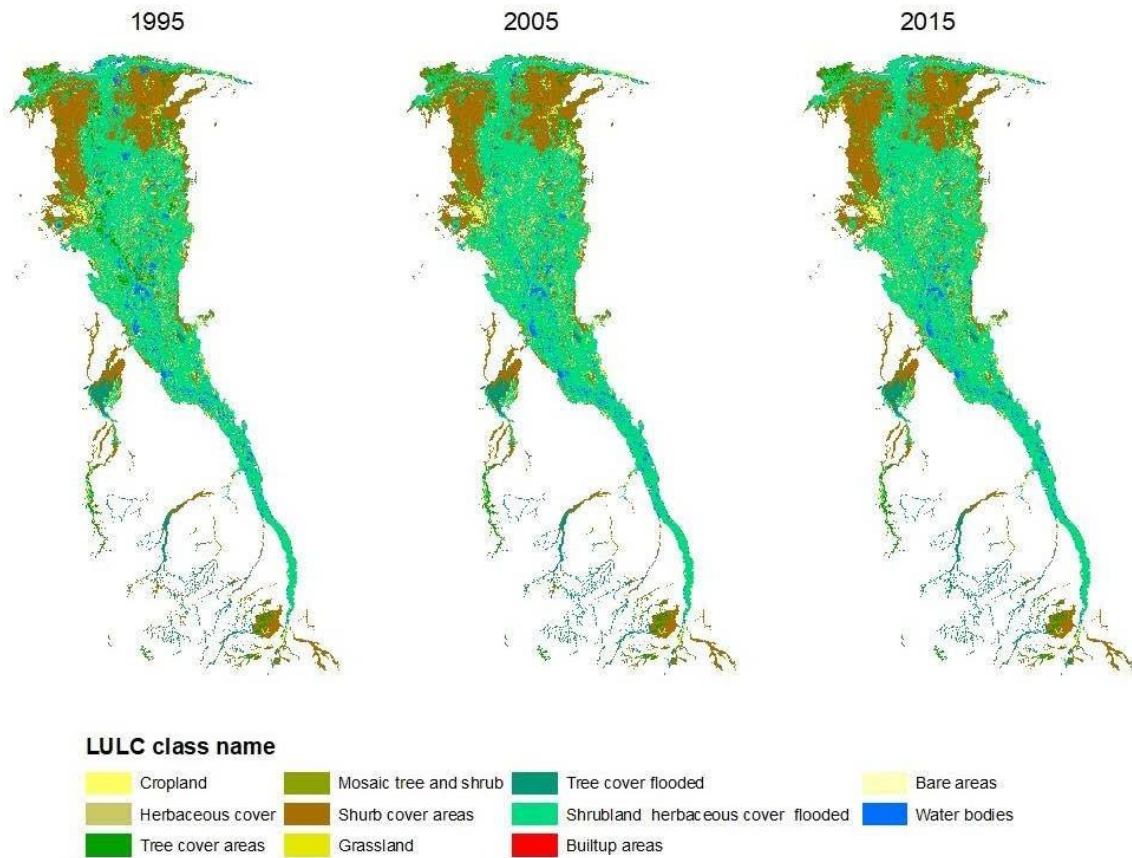 1995 2005 2015
LULC class name
Cropland Mosaic tree and shrub Tree cover flooded Bare areas
Herbaceous cover Shurb cover areas Shrubland herbaceous cover flooded Water bodies
Tree cover areas Grassland Builtup areas